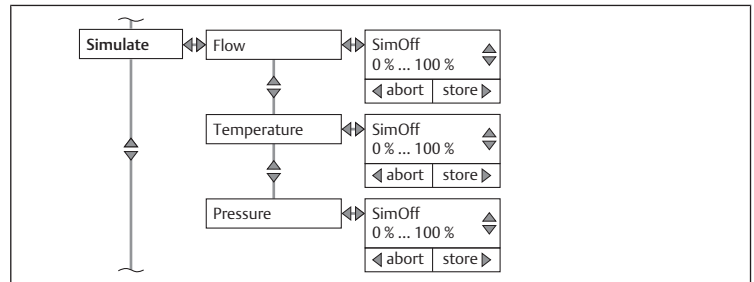 Simulate
Flow
SimOff
0 % ... 100 %
abort store
Temperature
SimOff
0 % ... 100 %
abort store
Pressure
SimOff
0 % ... 100 %
abort store